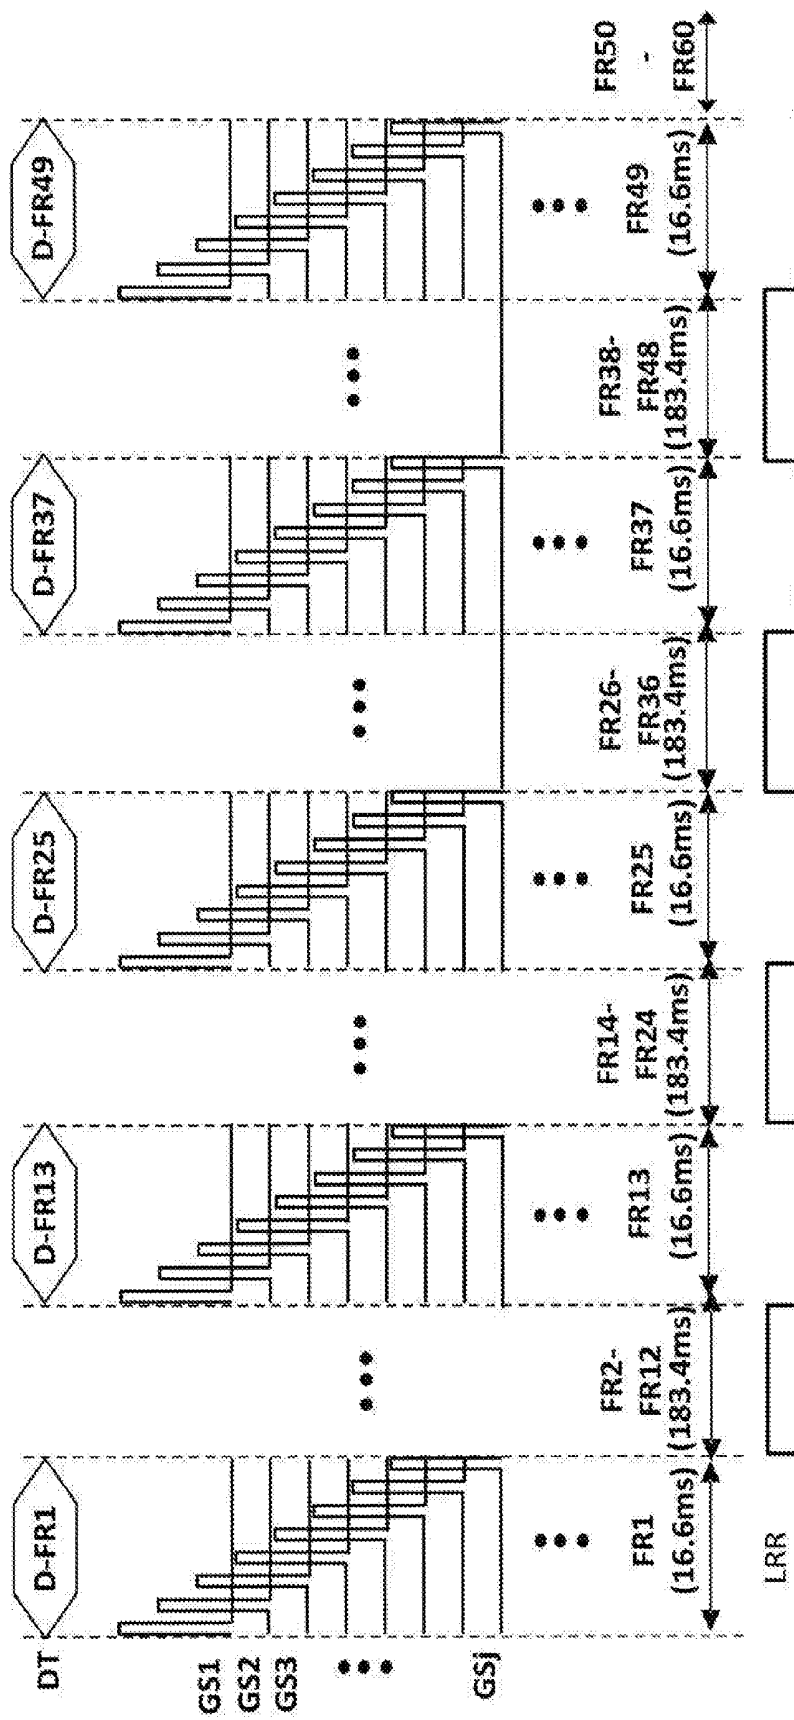 DT
D-FR1
D-FR13
D-FR25
D-FR37
D-FR49
GS1
GS2
GS3
GSj
FR1
(16.6ms)
FR2-
FR12
(183.4ms)
FR13
(16.6ms)
FR14-
FR24
(183.4ms)
FR25
(16.6ms)
FR26-
FR36
(183.4ms)
FR37
(16.6ms)
FR38-
FR48
(183.4ms)
FR49
(16.6ms)
FR50
-
FR60
LRR